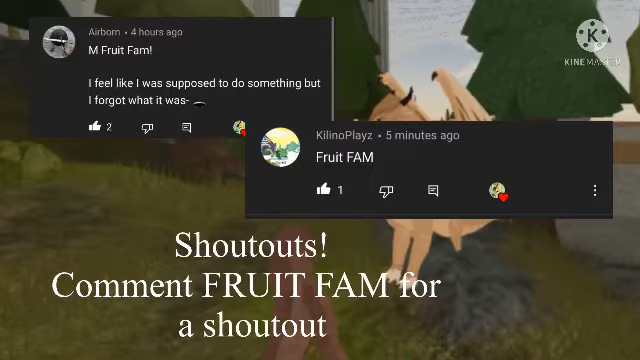 Airborn • 4 hours ago
M Fruit Fam!
I feel like I was supposed to do something but
I forgot what it was-
2
KilinoPlayz • 5 minutes ago
Fruit FAM
1
K
KINEMASTER
Shoutouts!
Comment FRUIT FAM for
a shoutout